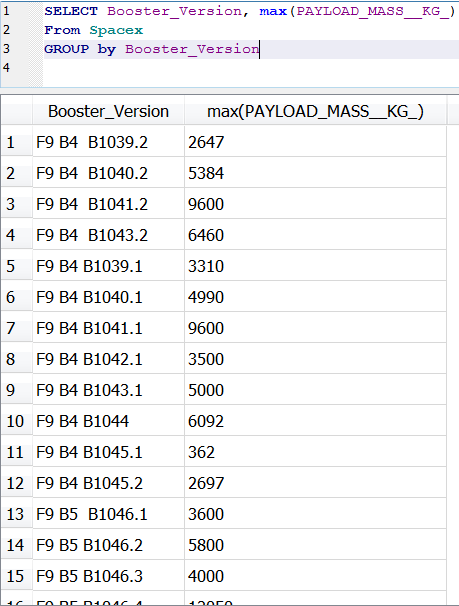 1 SELECT Booster_Version, max(PAYLOAD_MASS__KG_)
2 From Spacex
3 GROUP by Booster_Version
4
Booster_Version max(PAYLOAD_MASS__KG_)
1 F9 B4  B1039.2 2647
2 F9 B4  B1040.2 5384
3 F9 B4  B1041.2 9600
4 F9 B4  B1043.2 6460
5 F9 B4 B1039.1 3310
6 F9 B4 B1040.1 4990
7 F9 B4 B1041.1 9600
8 F9 B4 B1042.1 3500
9 F9 B4 B1043.1 5000
10 F9 B4 B1044 6092
11 F9 B4 B1045.1 362
12 F9 B4 B1045.2 2697
13 F9 B5  B1046.1 3600
14 F9 B5 B1046.2 5800
15 F9 B5 B1046.3 4000